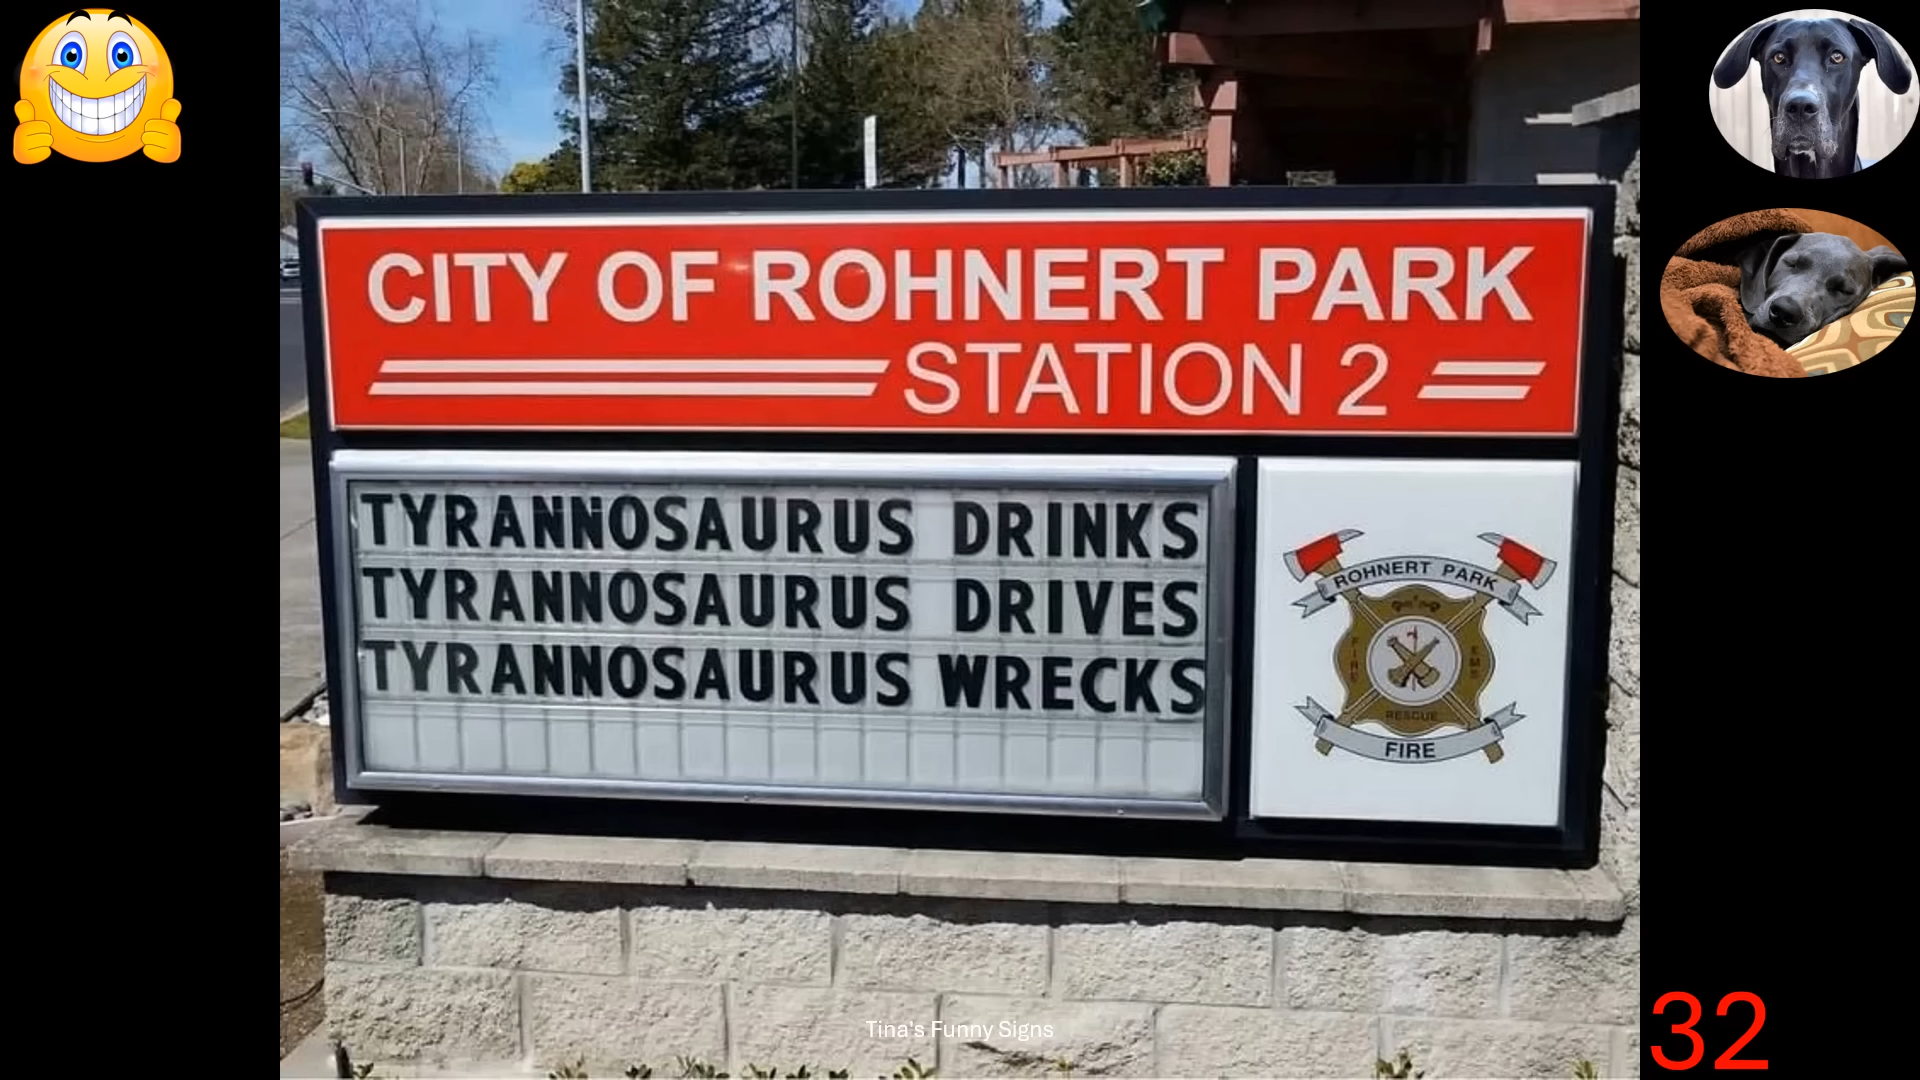 CITY OF ROHNERT PARK
STATION 2
TYRANNOSAURUS DRINKS
TYRANNOSAURUS DRIVES
TYRANNOSAURUS WRECKS
ROHNERT PARK
FIRE
EMS
RESCUE
FIRE
Tina's Funny Signs
32